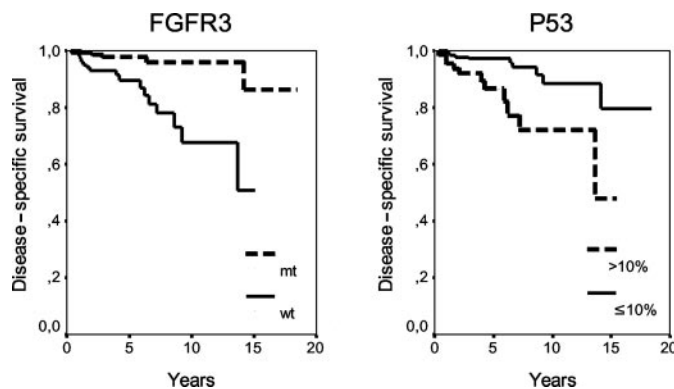 FGFR3
Disease-specific survival
1,0
,8
,6
,4
,2
0,0
mt
wt
0 5 10 15 20
Years
P53
Disease-specific survival
1,0
,8
,6
,4
,2
0,0
>10%
≤10%
0 5 10 15 20
Years